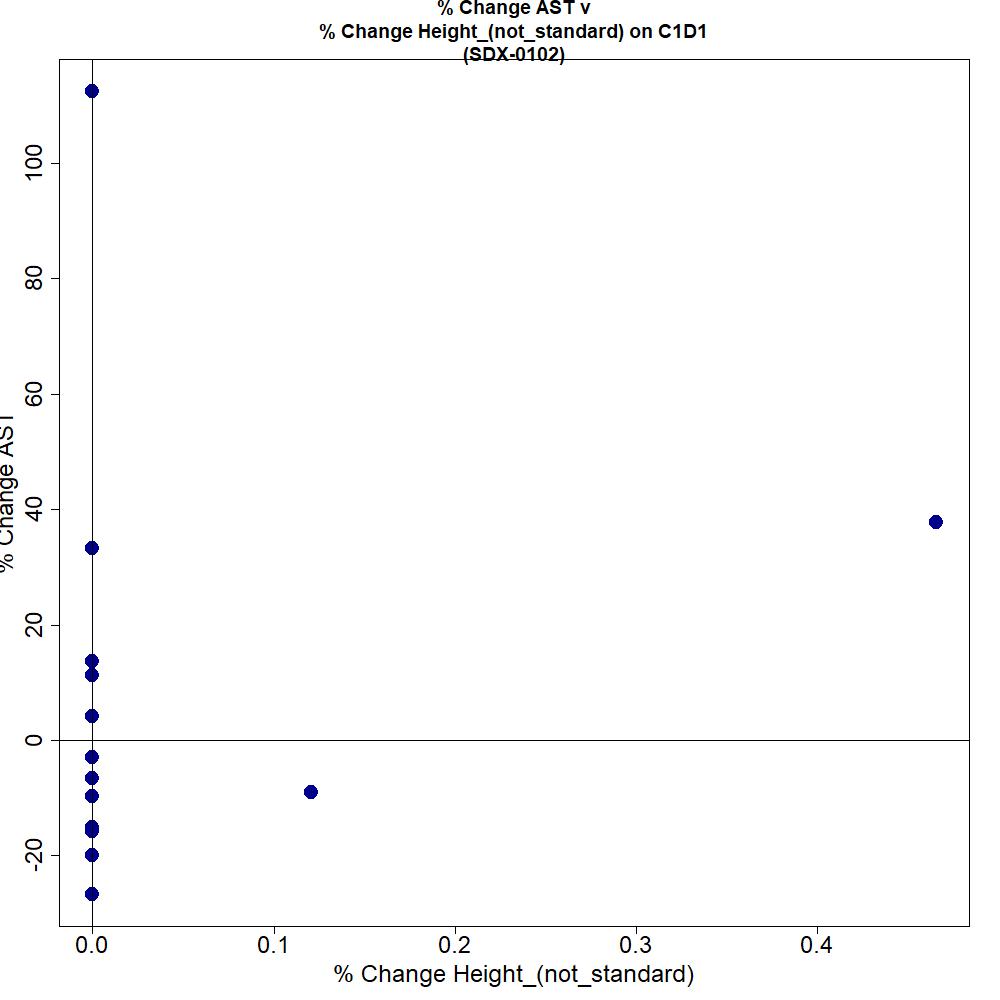 % Change AST v
% Change Height_(not_standard) on C1D1
(SDX-0102)
% Change AST
100
80
60
40
20
0
-20
0.0 0.1 0.2 0.3 0.4
% Change Height_(not_standard)